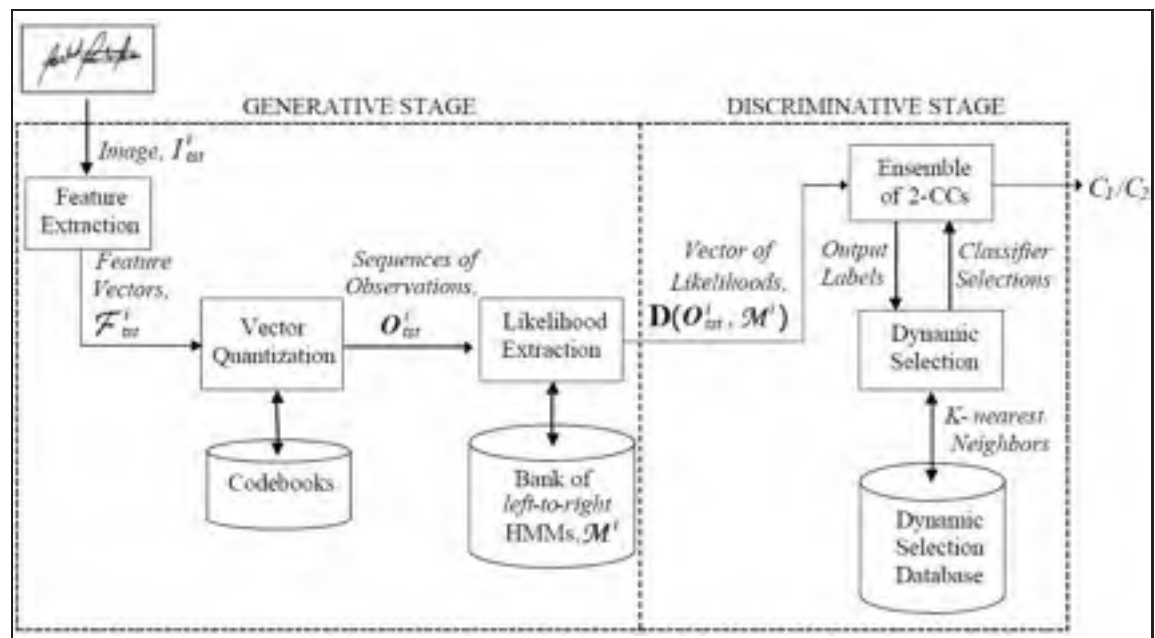 GENERATIVE STAGE
DISCRIMINATIVE STAGE
Image, I^i_tst
Feature
Extraction
Feature
Vectors,
F^i_tst
Vector
Quantization
Codebooks
Sequences of
Observations,
O^i_tst
Likelihood
Extraction
Bank of
left-to-right
HMMs, M^i
Vector of
Likelihoods,
D(O^i_tst, M^i)
Ensemble
of 2-CCs
C1/C2
Output
Labels
Classifier
Selections
Dynamic
Selection
K-nearest
Neighbors
Dynamic
Selection
Database